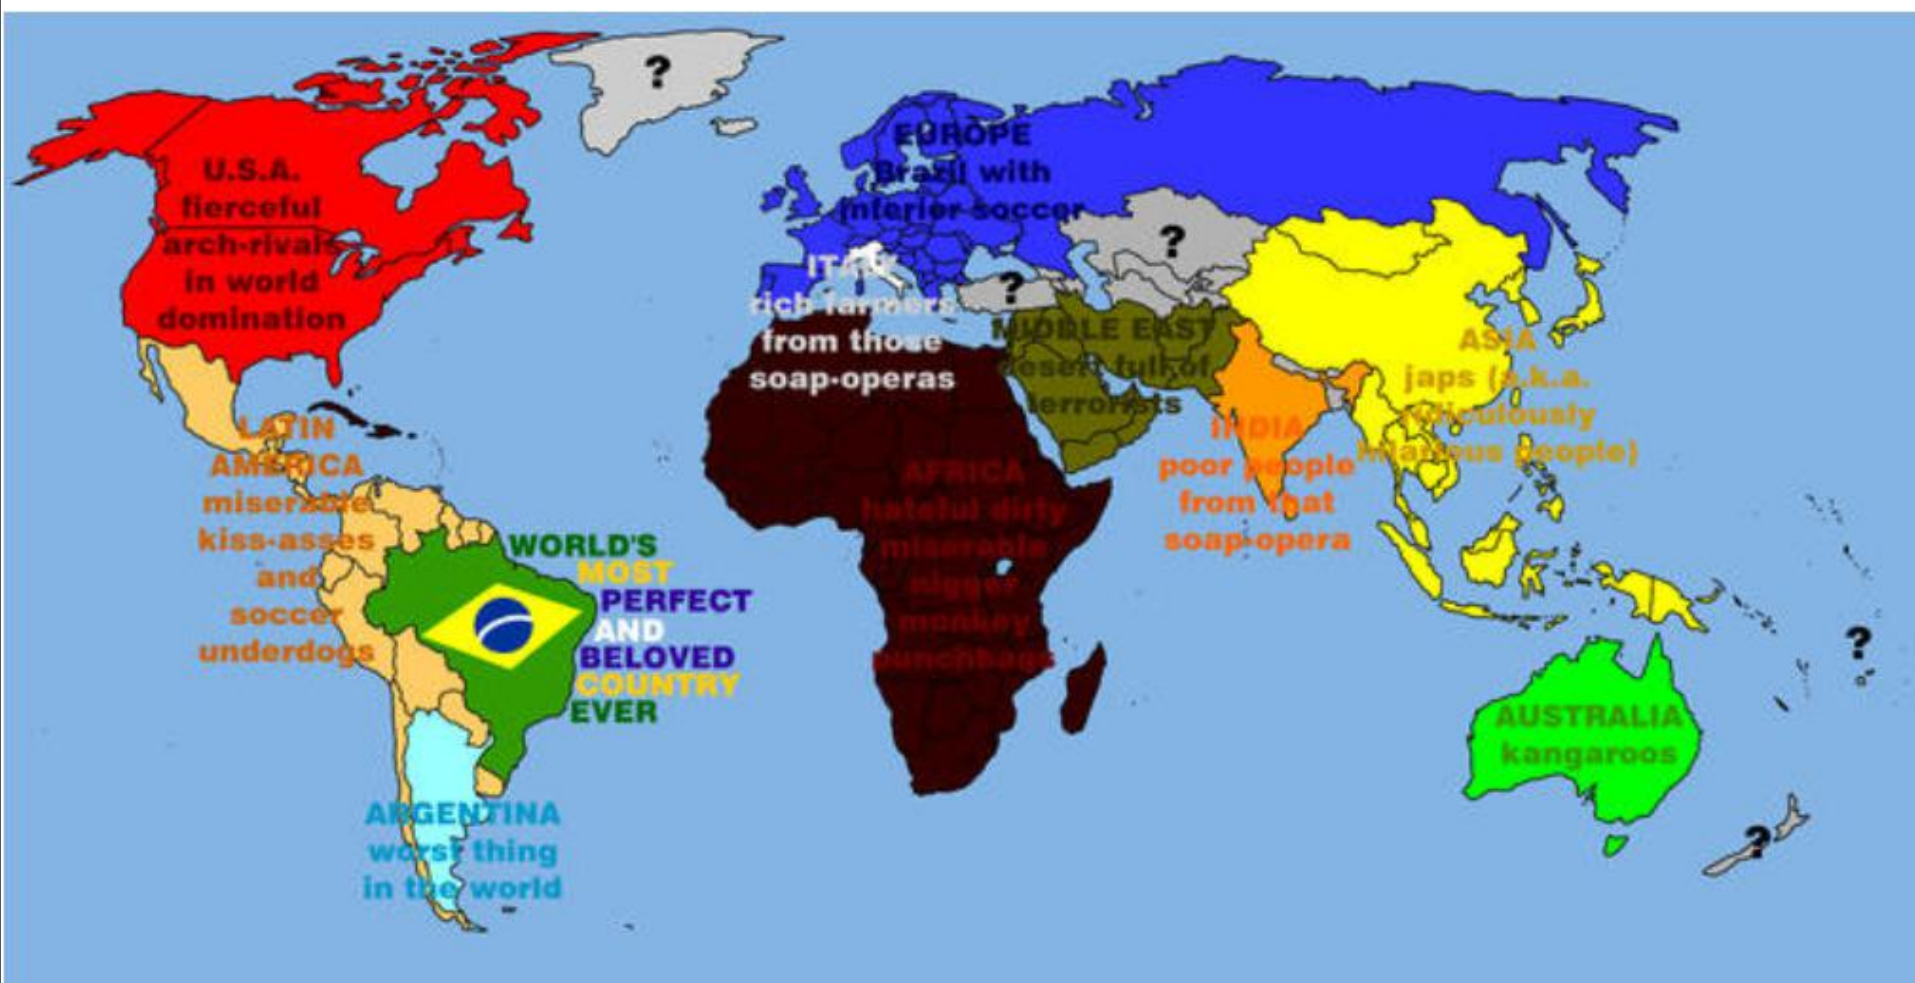 ?
U.S.A.
fierceful
arch-rivals
in world
domination
EUROPE
Brazil with
inferior soccer
?
?
ITALY
rich farmers
from those
soap-operas
MIDDLE EAST
desert full of
terrorists
ASIA
japs (a.k.a.
ridiculously
hilarious people)
LATIN
AMERICA
miserable
kiss-asses
and
soccer
underdogs
INDIA
poor people
from that
soap-opera
AFRICA
hateful dirty
miserable
nigger
monkey
punchbags
WORLD'S
MOST
PERFECT
AND
BELOVED
COUNTRY
EVER
?
AUSTRALIA
kangaroos
ARGENTINA
worst thing
in the world
?